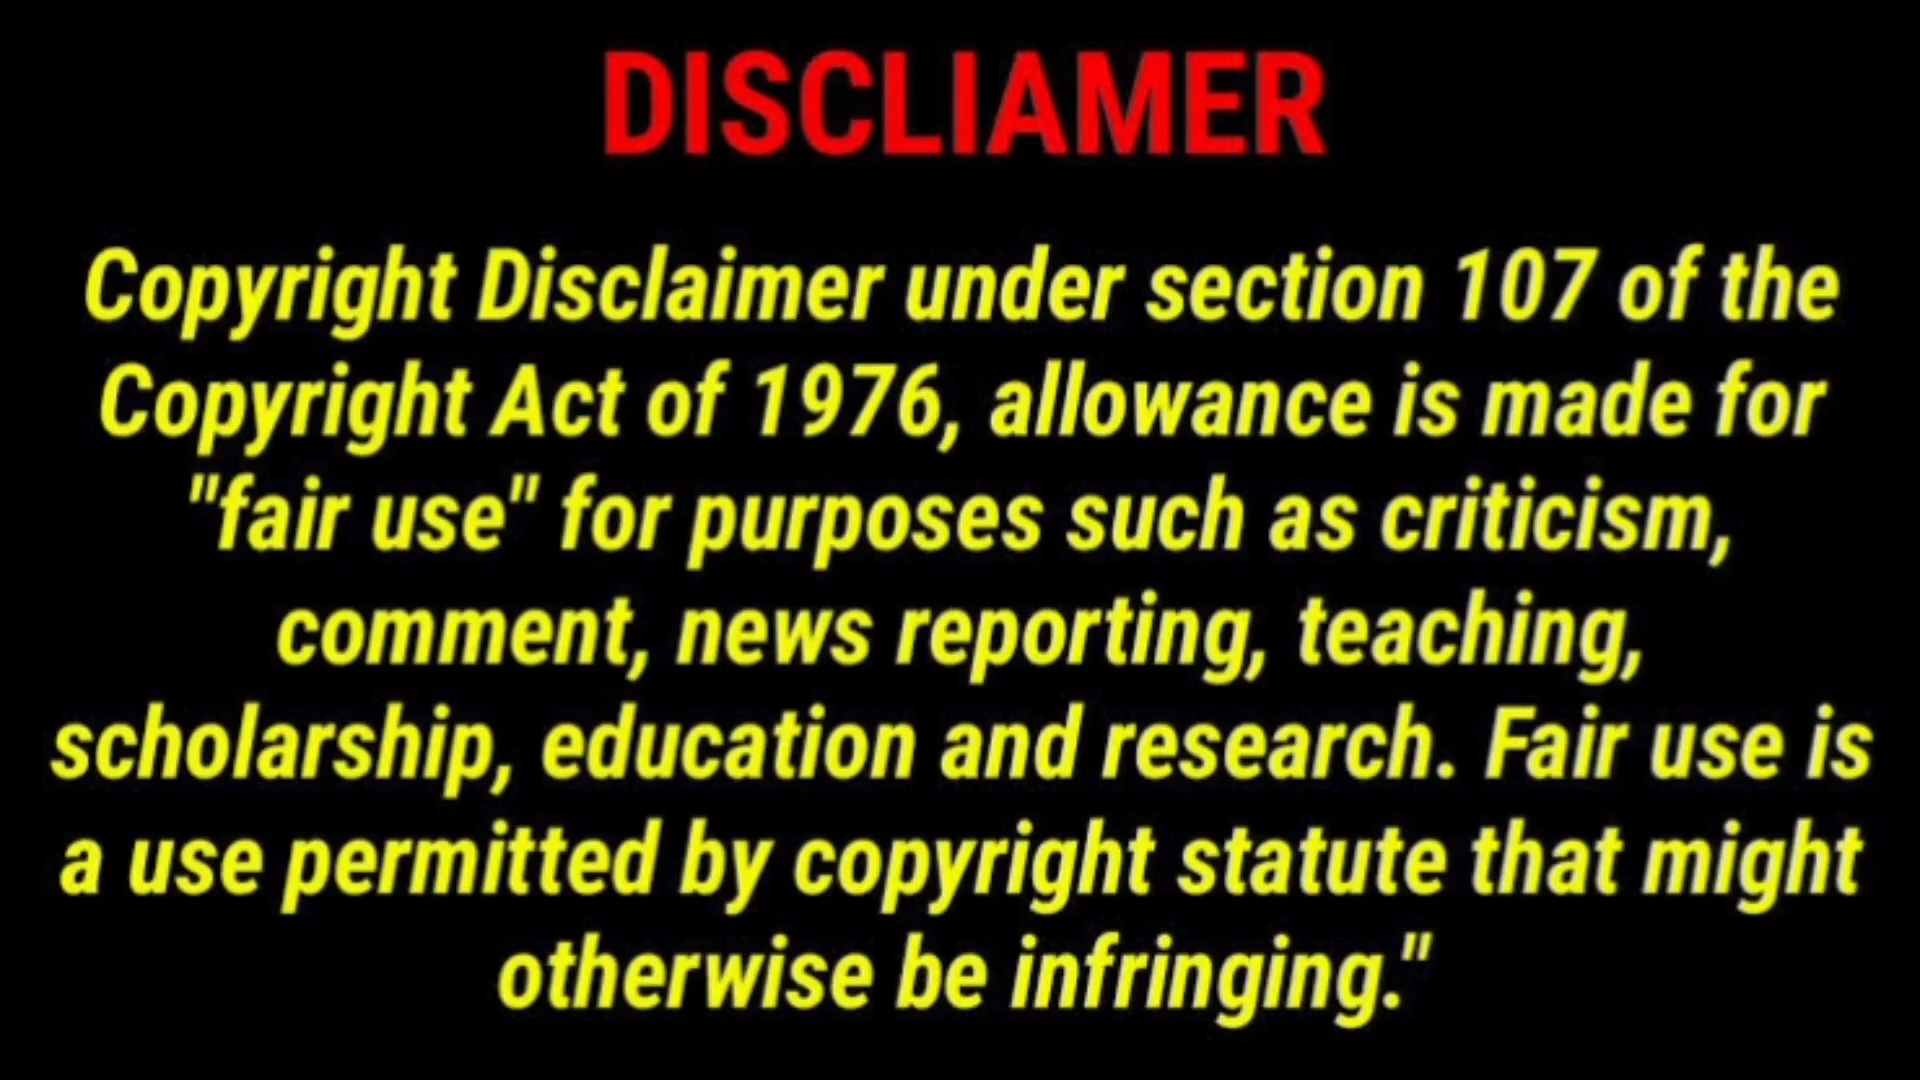 DISCLIAMER
Copyright Disclaimer under section 107 of the
Copyright Act of 1976, allowance is made for
"fair use" for purposes such as criticism,
comment, news reporting, teaching,
scholarship, education and research. Fair use is
a use permitted by copyright statute that might
otherwise be infringing."